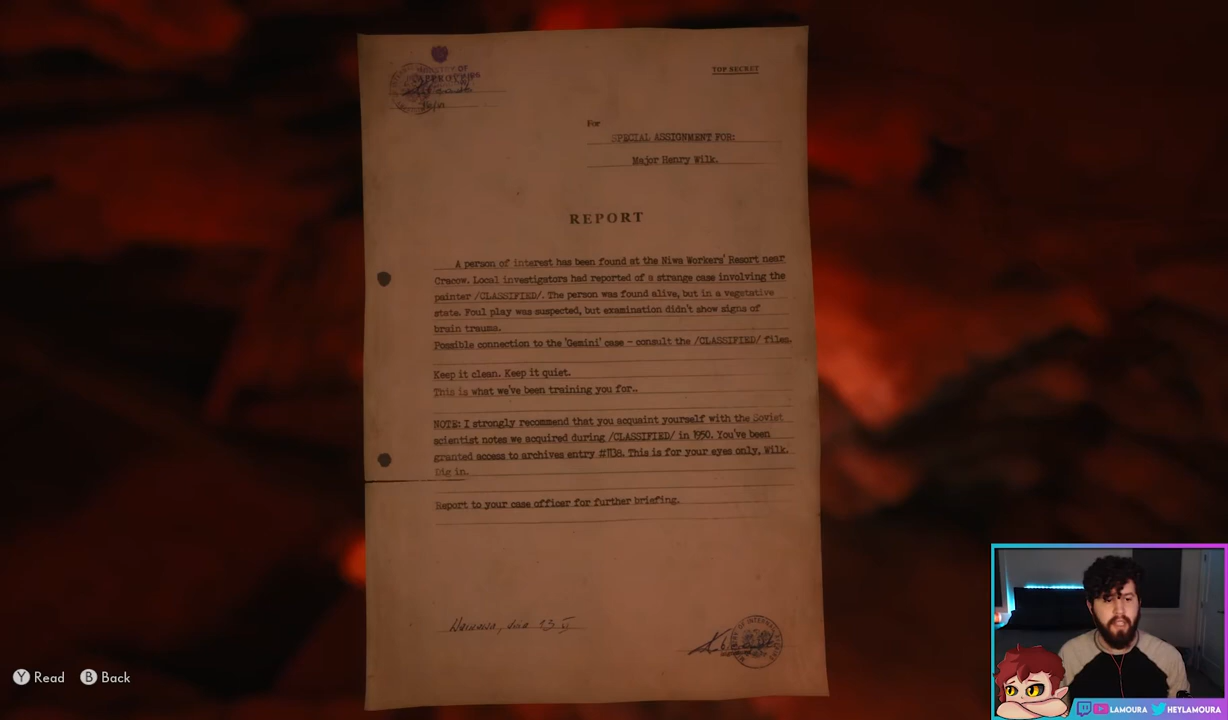 MINISTRY OF
TOP SECRET
For
SPECIAL ASSIGNMENT FOR:
Major Henry Wilk.
REPORT
A person of interest has been found at the Niwa Workers' Resort near
Cracow. Local investigators had reported of a strange case involving the
painter /CLASSIFIED/. The person was found alive, but in a vegetative
state. Foul play was suspected, but examination didn't show signs of
brain trauma.
Possible connection to the 'Gemini' case - consult the /CLASSIFIED/ files.
Keep it clean. Keep it quiet.
This is what we've been training you for..
NOTE: I strongly recommend that you acquaint yourself with the Soviet
scientist notes we acquired during /CLASSIFIED/ in 1950. You've been
granted access to archives entry #1108. This is for your eyes only, Wilk.
Dig in.
Report to your case officer for further briefing.
MINISTRY OF INTERNAL
Y Read B Back
LAMOURA HEYLAMOURA